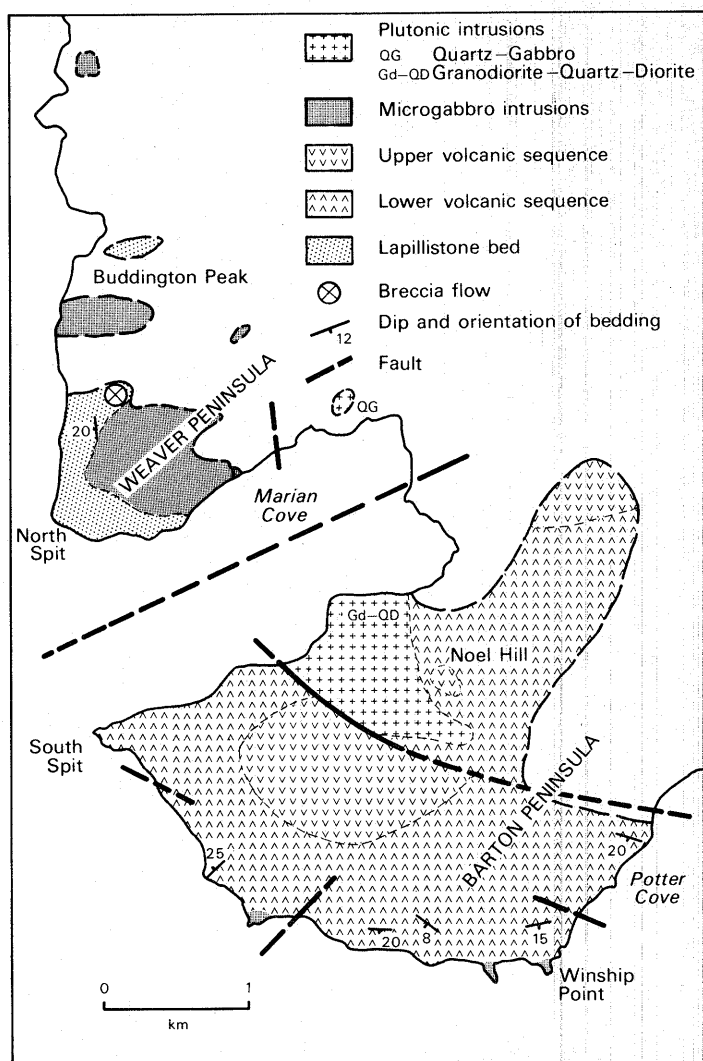 Plutonic intrusions
QG Quartz–Gabbro
Gd–QD Granodiorite–Quartz–Diorite
Microgabbro intrusions
Upper volcanic sequence
Lower volcanic sequence
Lapillistone bed
Breccia flow
Dip and orientation of bedding
12
Fault
Buddington Peak
WEAVER PENINSULA
QG
20
Marian
Cove
North
Spit
Gd–QD
Noel Hill
South
Spit
BARTON PENINSULA
25
20
Potter
Cove
20
8
15
Winship
Point
0 1
km